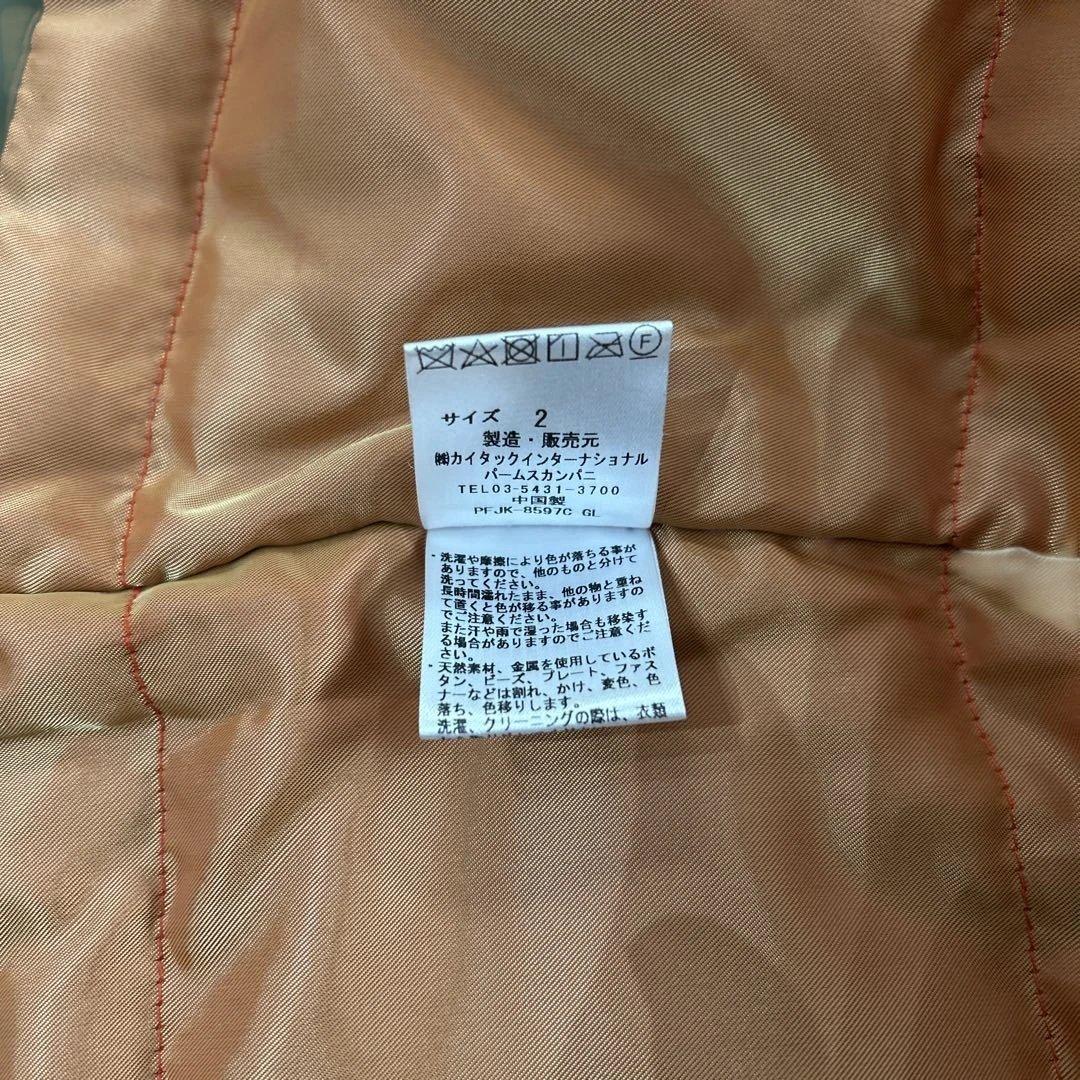 F
サイズ 2
製造・販売元
㈱カイタックインターナショナル
パームスカンパニ
TEL03-5431-3700
中国製
PFJK-8597C GL
・洗濯や摩擦により色が落ちる事が
ありますので、他のものと分けて
洗ってください。
長時間濡れたまま、他の物と重ね
て置くと色が移る事がありますの
でご注意ください。
また汗や雨で湿った場合も移染す
る場合がありますのでご注意くだ
さい。
・天然素材、金属を使用しているボ
タン、ビーズ、プレート、ファス
ナーなどは割れ、かけ、変色、色
落ち、色移りします。
洗濯、クリーニングの際は、衣類